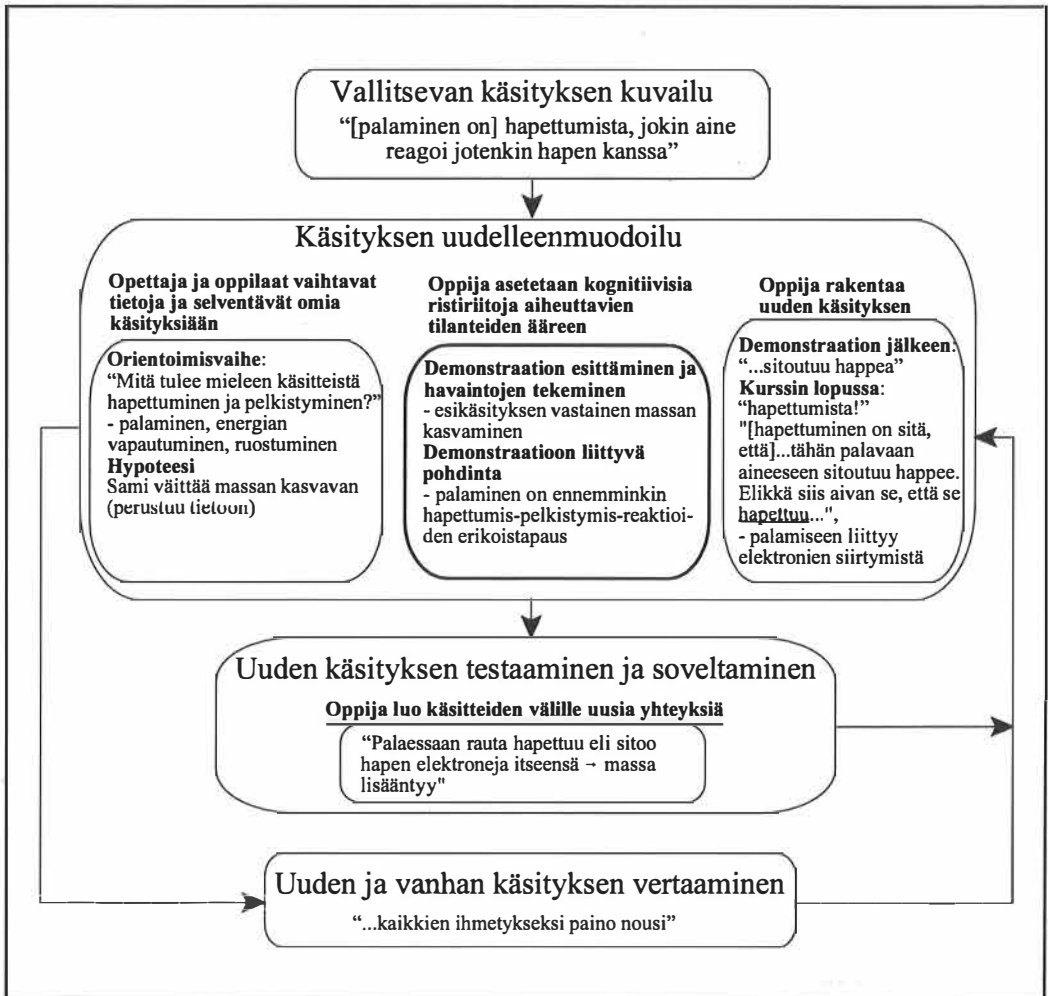 Vallitsevan käsityksen kuvailu
“[palaminen on] hapettumista, jokin aine
reagoi jotenkin hapen kanssa”
Käsityksen uudelleenmuodoilu
Opettaja ja oppilaat vaihtavat
tietoja ja selventävät omia
käsityksiään
Orientoimisvaihe:
“Mitä tulee mieleen käsitteistä
hapettuminen ja pelkistyminen?”
- palaminen, energian
vapautuminen, ruostuminen
Hypoteesi
Sami väittää massan kasvavan
(perustuu tietoon)
Oppija asetetaan kognitiivisia
ristiriitoja aiheuttavien
tilanteiden ääreen
Demonstraation esittäminen ja
havaintojen tekeminen
- esikäsityksen vastainen massan
kasvaminen
Demonstraatioon liittyvä
pohdinta
- palaminen on ennemminkin
hapettumis-pelkistymis-reaktioi-
den erikoistapaus
Oppija rakentaa
uuden käsityksen
Demonstraation jälkeen:
“...sitoutuu happea”
Kurssin lopussa:
“hapettumista!”
"[hapettuminen on sitä,
että]...tähän palavaan
aineeseen sitoutuu happee.
Elikkä siis aivan se, että se
hapettuu...",
- palamiseen liittyy
elektronien siirtymistä
Uuden käsityksen testaaminen ja soveltaminen
Oppija luo käsitteiden välille uusia yhteyksiä
“Palaessaan rauta hapettuu eli sitoo
hapen elektroneja itseensä → massa
lisääntyy"
Uuden ja vanhan käsityksen vertaaminen
“...kaikkien ihmetykseksi paino nousi”